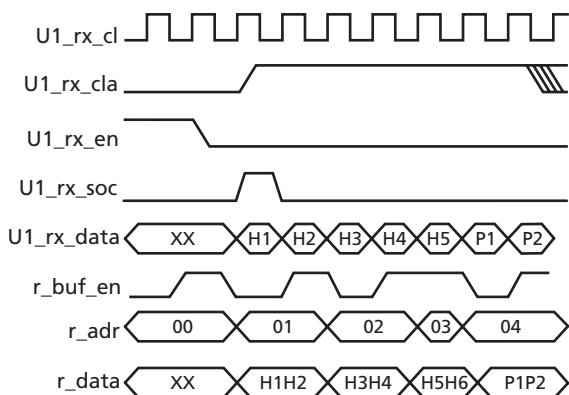 U1_rx_cl
U1_rx_cla
U1_rx_en
U1_rx_soc
U1_rx_data XX H1 H2 H3 H4 H5 P1 P2
r_buf_en
r_adr 00 01 02 03 04
r_data XX H1H2 H3H4 H5H6 P1P2